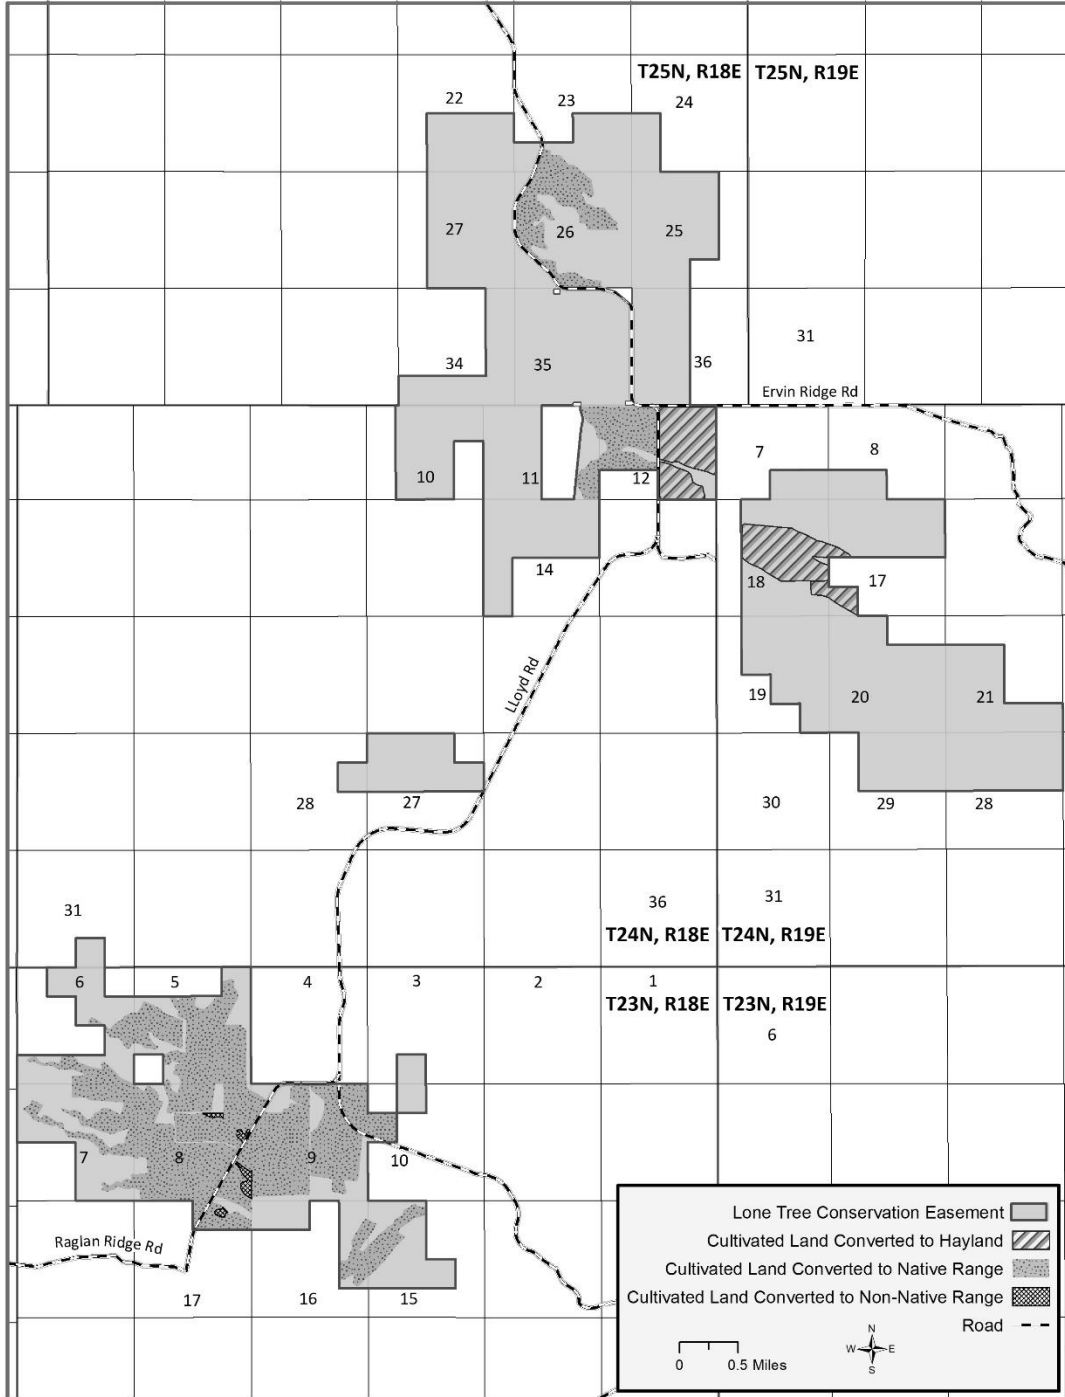 T25N, R18E
T25N, R19E
22
23
24
27
26
25
31
34
35
36
Ervin Ridge Rd
7
8
10
11
12
14
18
17
LLoyd Rd
19
20
21
28
27
30
29
28
31
36
31
T24N, R18E
T24N, R19E
6
5
4
3
2
1
T23N, R18E
T23N, R19E
6
7
8
9
10
Raglan Ridge Rd
17
16
15
Lone Tree Conservation Easement
Cultivated Land Converted to Hayland
Cultivated Land Converted to Native Range
Cultivated Land Converted to Non-Native Range
Road
N
W E
S
0 0.5 Miles